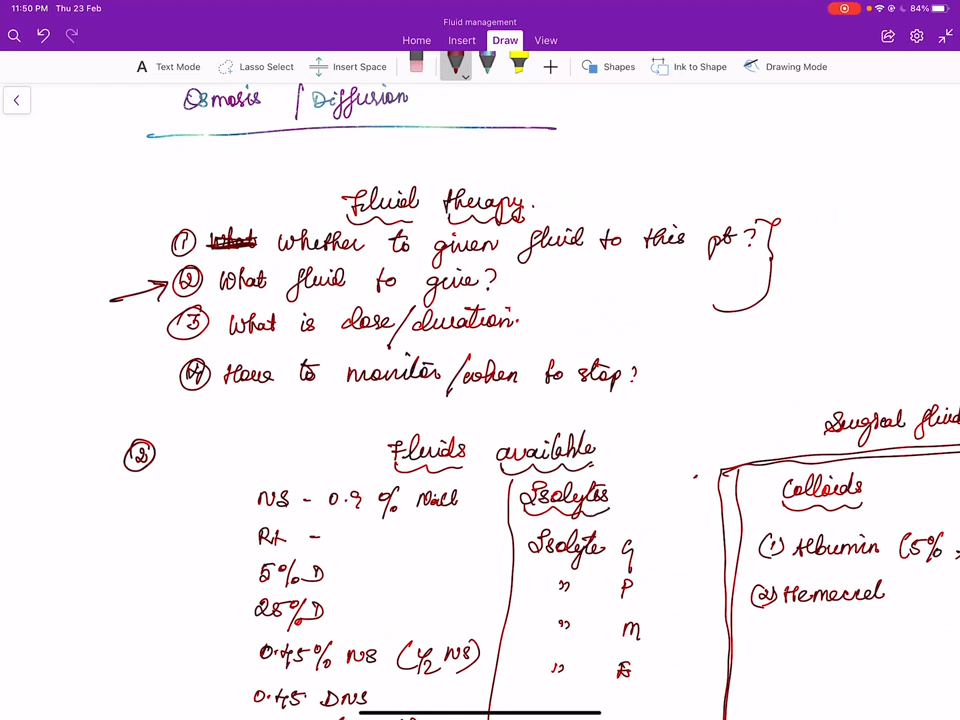 11:50 PM Thu 23 Feb
84%
Fluid management
Home Insert Draw View
Text Mode Lasso Select Insert Space Shapes Ink to Shape Drawing Mode
Osmosis / Diffusion
Fluid therapy.
① whether to given fluid to this pt?
② What fluid to give?
③ What is dose/duration.
④ How to monitor/when to stop?
② Fluids available
NS - 0.9 % NaCl
RL -
5% D
25% D
0.45% NS (1/2 NS)
0.45 DNS
Isolytes
Isolyte G
" P
" M
" E
Surgical fluid
Colloids
(1) Albumin (5%
(2) Hemaccel